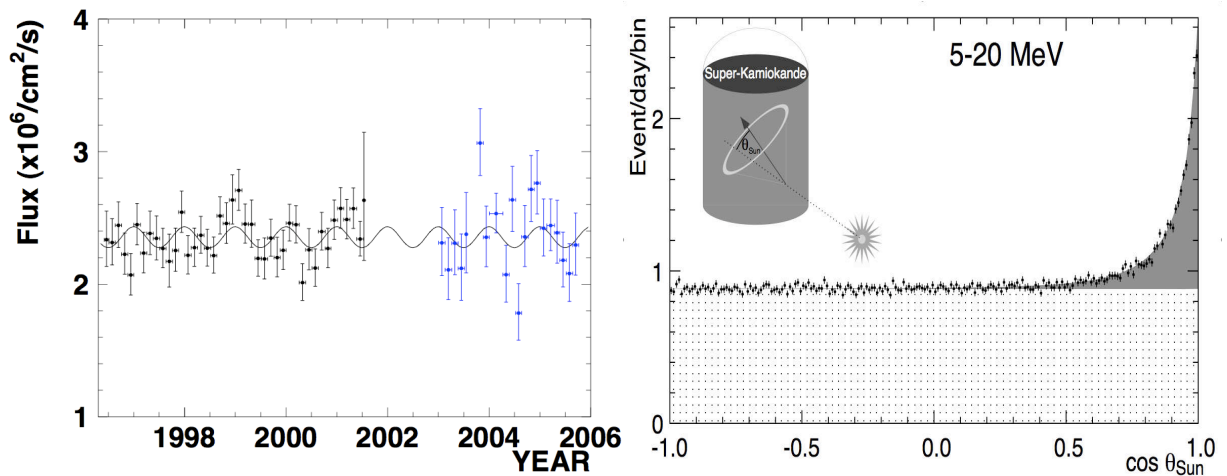 Flux (x10⁶/cm²/s)
4
3
2
1
1998 2000 2002 2004 2006
YEAR
Event/day/bin
2
1
0
5-20 MeV
Super-Kamiokande
θSun
-1.0 -0.5 0.0 0.5 1.0
cos θSun